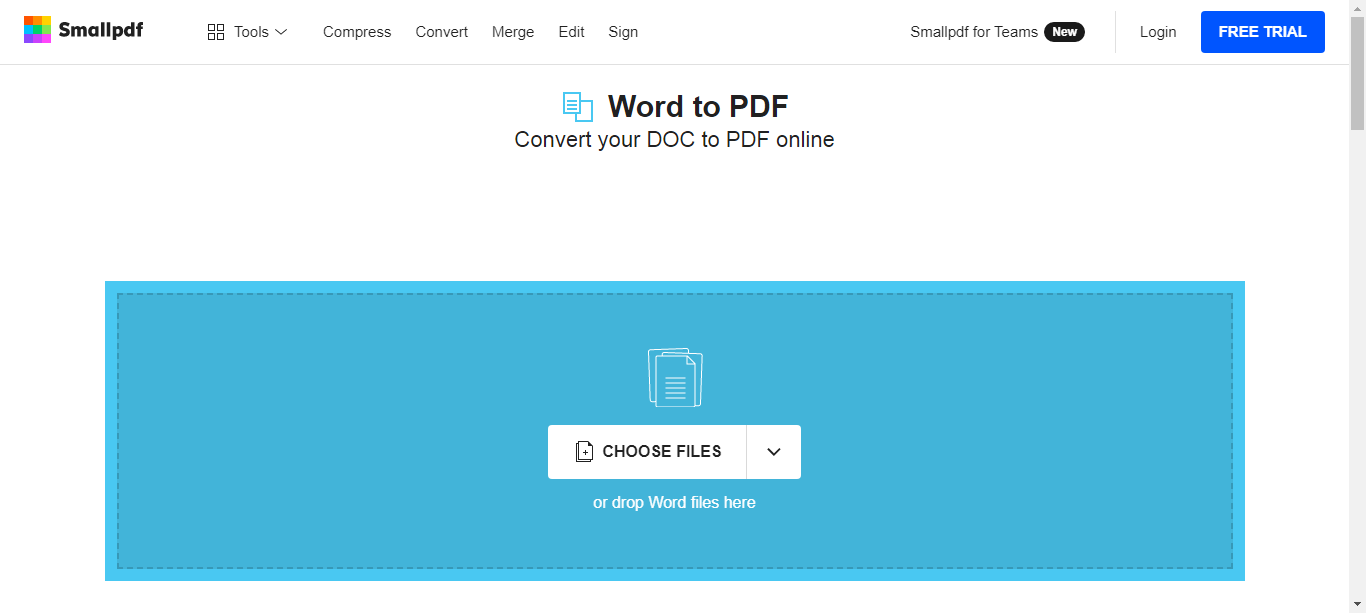 Smallpdf Tools Compress Convert Merge Edit Sign Smallpdf for Teams New Login FREE TRIAL
Word to PDF
Convert your DOC to PDF online
CHOOSE FILES
or drop Word files here